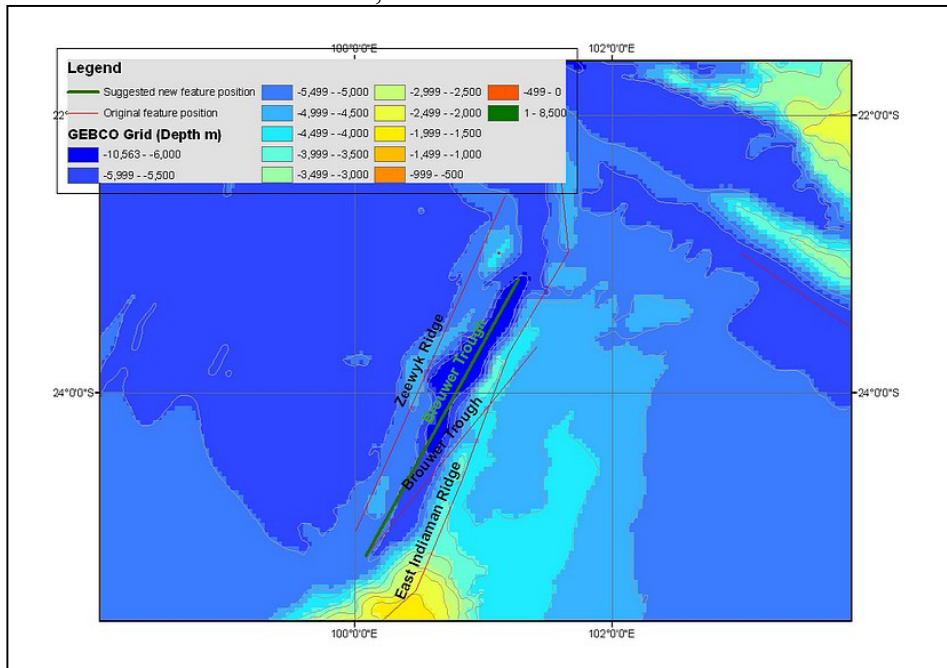 100°0'0"E
102°0'0"E
Legend
Suggested new feature position
Original feature position
GEBCO Grid (Depth m)
-10,563 - -6,000
-5,999 - -5,500
-5,499 - -5,000
-4,999 - -4,500
-4,499 - -4,000
-3,999 - -3,500
-3,499 - -3,000
-2,999 - -2,500
-2,499 - -2,000
-1,999 - -1,500
-1,499 - -1,000
-999 - -500
-499 - 0
1 - 8,500
22°
22°0'0"S
Zeewyk Ridge
Brouwer Trough
24°0'0"S
24°0'0"S
Brouwer Trough
East Indiaman Ridge
100°0'0"E
102°0'0"E